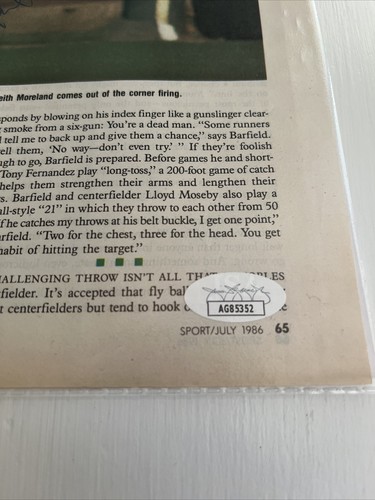 eith Moreland comes out of the corner firing.
ponds by blowing on his index finger like a gunslinger clear-
smoke from a six-gun: You're a dead man. "Some runners
tell me to back up and give them a chance," says Barfield.
ell them, 'No way—don't even try.' " If they're foolish
ugh to go, Barfield is prepared. Before games he and short-
Tony Fernandez play "long-toss," a 200-foot game of catch
helps them strengthen their arms and lengthen their
s. Barfield and centerfielder Lloyd Moseby also play a
all-style "21" in which they throw to each other from 50
f he catches my throws at his belt buckle, I get one point,"
rfield. "Two for the chest, three for the head. You get
habit of hitting the target."
HALLENGING THROW ISN'T ALL THAT
LES
fielder. It's accepted that fly bal
t centerfielders but tend to hook
e
AG85352
SPORT/JULY 1986 65